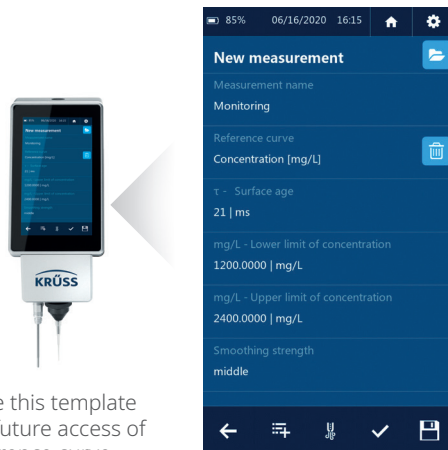 85% 06/16/2020 16:15
New measurement
Measurement name
Monitoring
Reference curve
Concentration [mg/L]
τ - Surface age
21 | ms
mg/L - Lower limit of concentration
1200.0000 | mg/L
mg/L - Upper limit of concentration
2400.0000 | mg/L
Smoothing strength
middle
KRÜSS
this template
uture access of